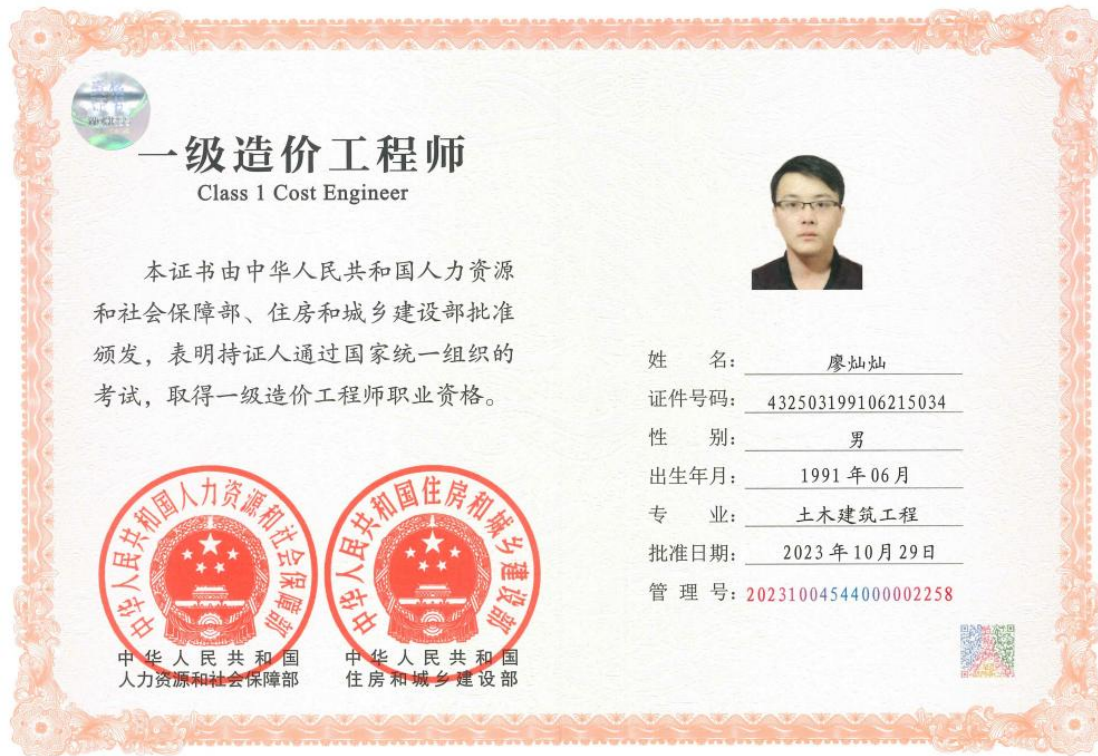 一级造价工程师
Class 1 Cost Engineer
本证书由中华人民共和国人力资源
和社会保障部、住房和城乡建设部批准
颁发，表明持证人通过国家统一组织的
考试，取得一级造价工程师职业资格。
中华人民共和国人力资源和社会保障部
中华人民共和国住房和城乡建设部
中华人民共和国
人力资源和社会保障部
中华人民共和国
住房和城乡建设部
姓 名： 廖灿灿
证件号码： 432503199106215034
性 别： 男
出生年月： 1991年06月
专 业： 土木建筑工程
批准日期： 2023年10月29日
管 理 号： 20231004544000002258